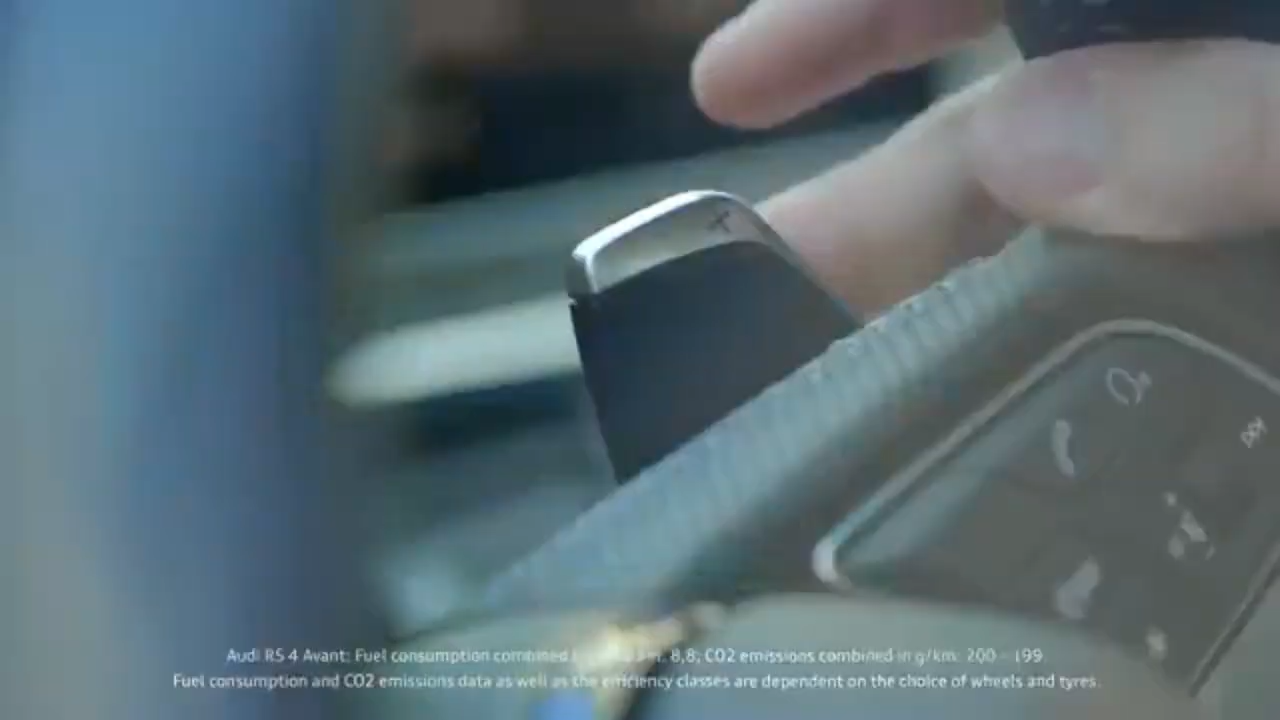 +
Audi RS 4 Avant: Fuel consumption combined 8,8; CO2 emissions combined in g/km: 200 - 199.
Fuel consumption and CO2 emissions data as well as the efficiency classes are dependent on the choice of wheels and tyres.